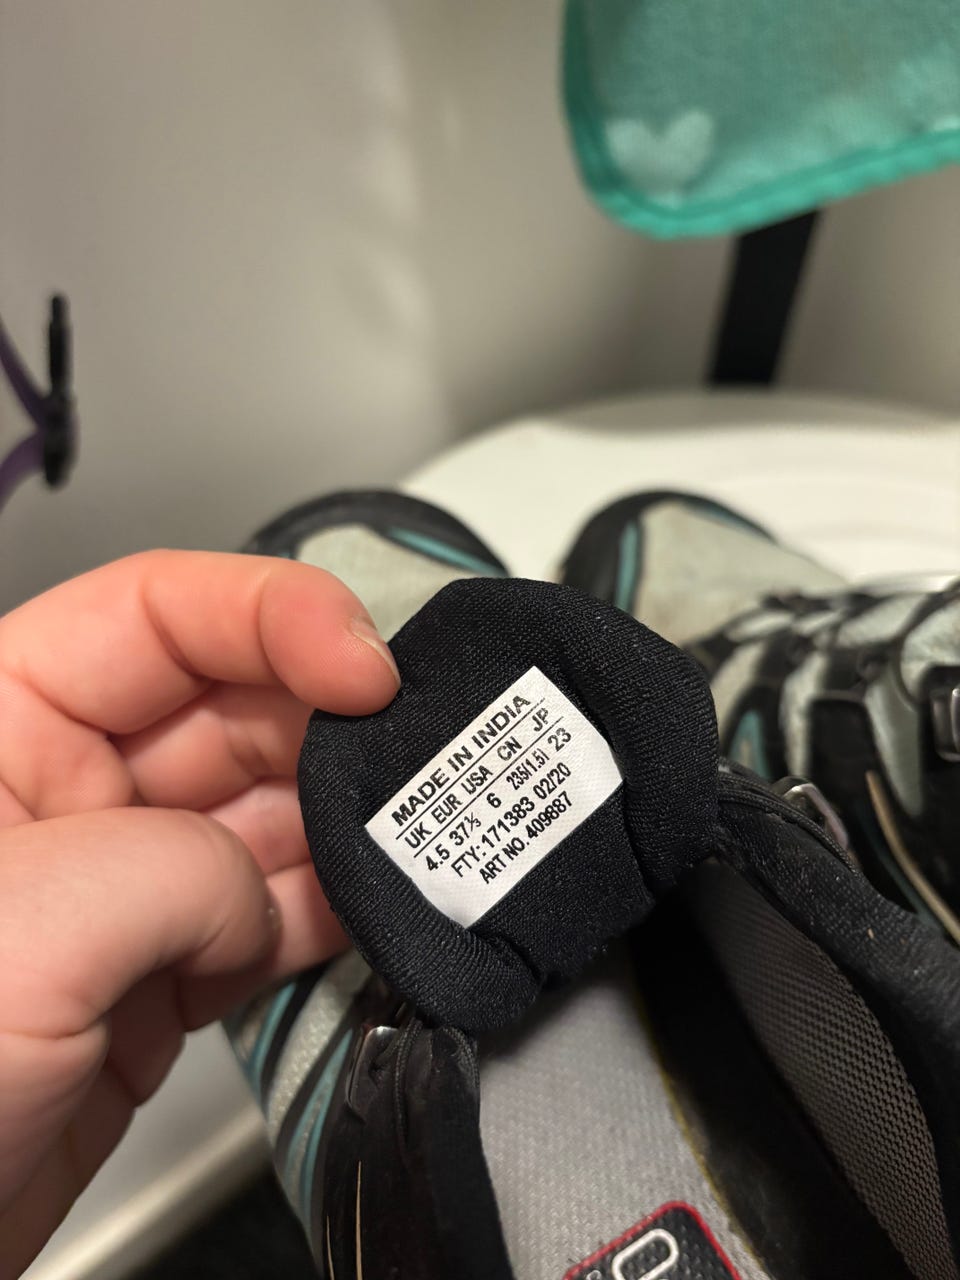 MADE IN INDIA
UK EUR USA CN JP
4.5 37⅓ 6 235(1.5) 23
FTY: 171383 02/20
ART NO. 409887